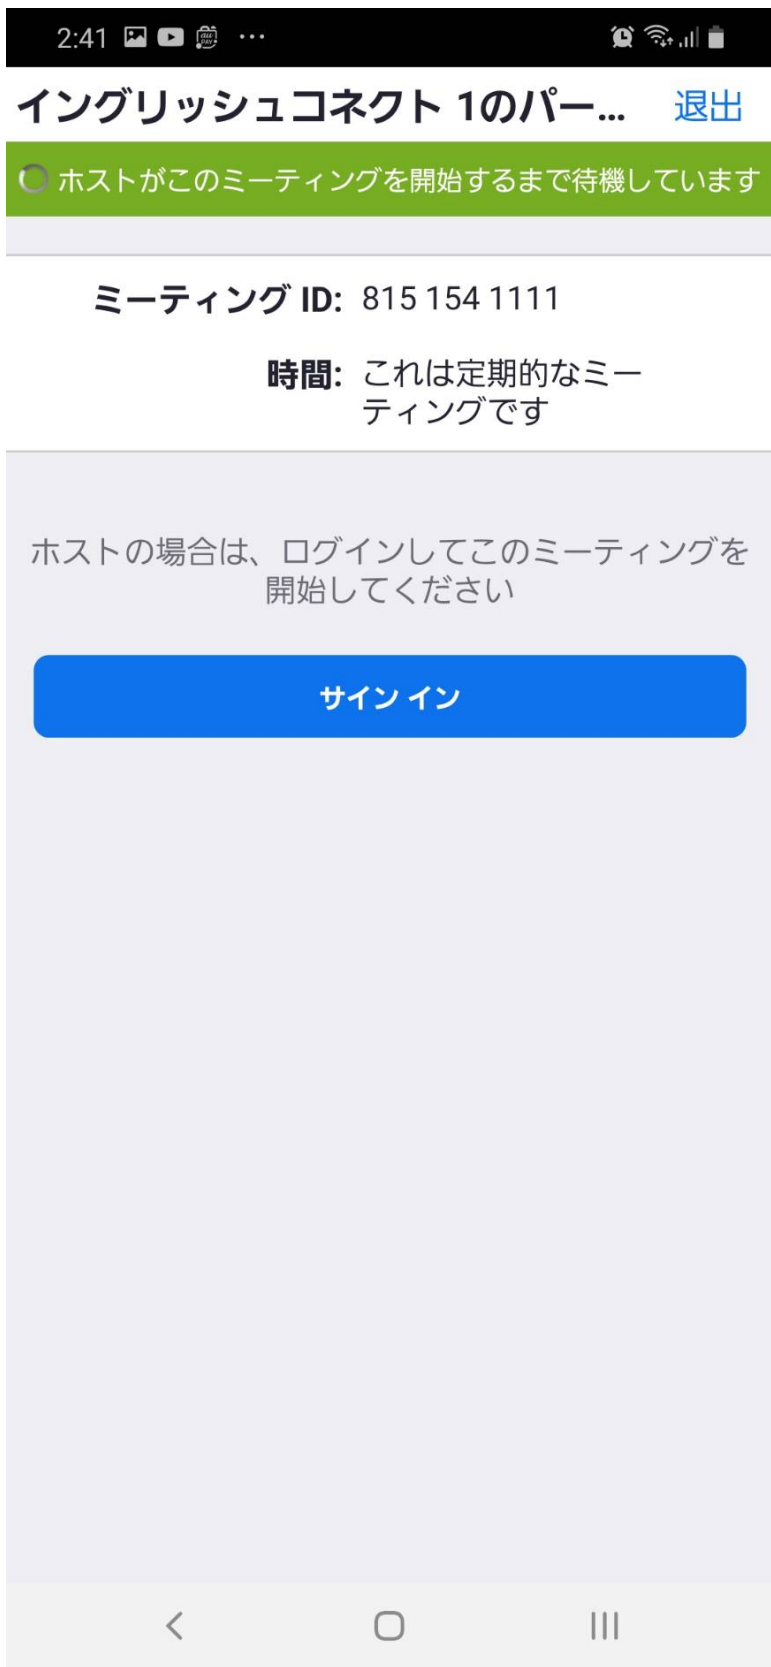 2:41
イングリッシュコネクト 1のパー... 退出
ホストがこのミーティングを開始するまで待機しています
ミーティング ID: 815 154 1111
時間: これは定期的なミー
ティングです
ホストの場合は、ログインしてこのミーティングを
開始してください
サイン イン